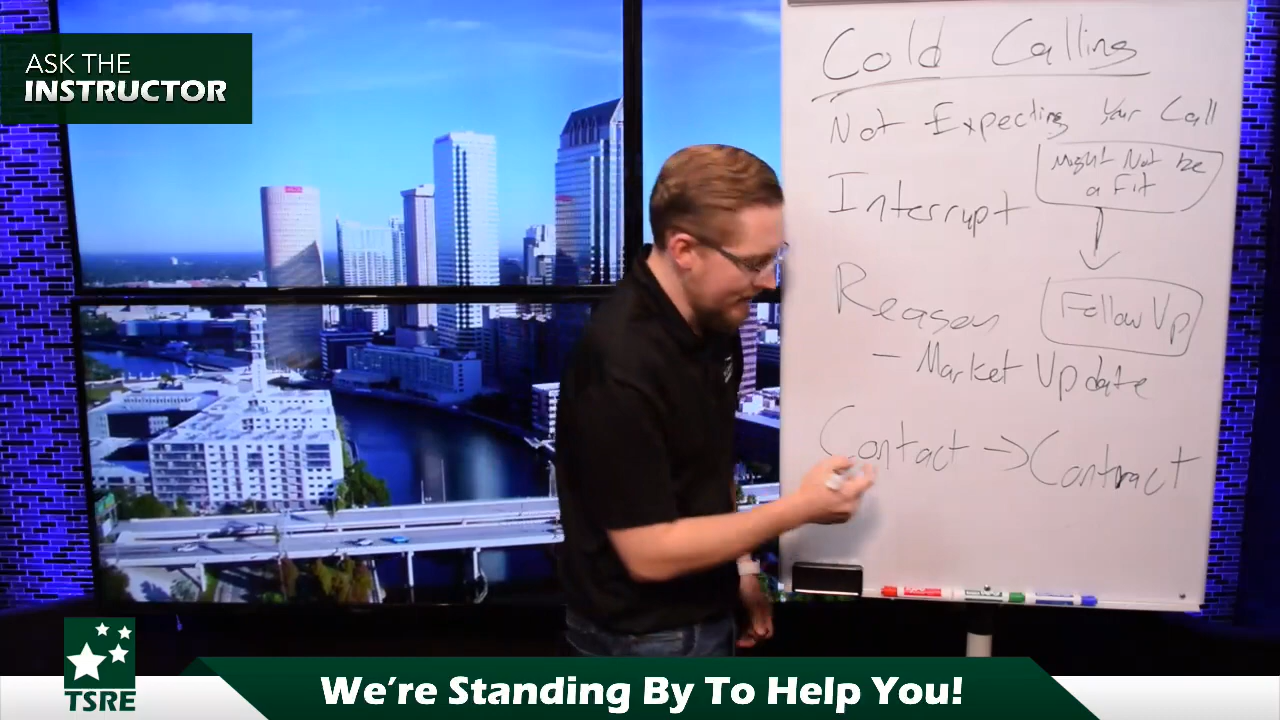 ASK THE
INSTRUCTOR
Cold Calling
Not Expecting Your Call
Might Not be
a Fit
Interrupt
Reason
Follow Up
- Market Update
Contact → Contract
TSRE
We're Standing By To Help You!